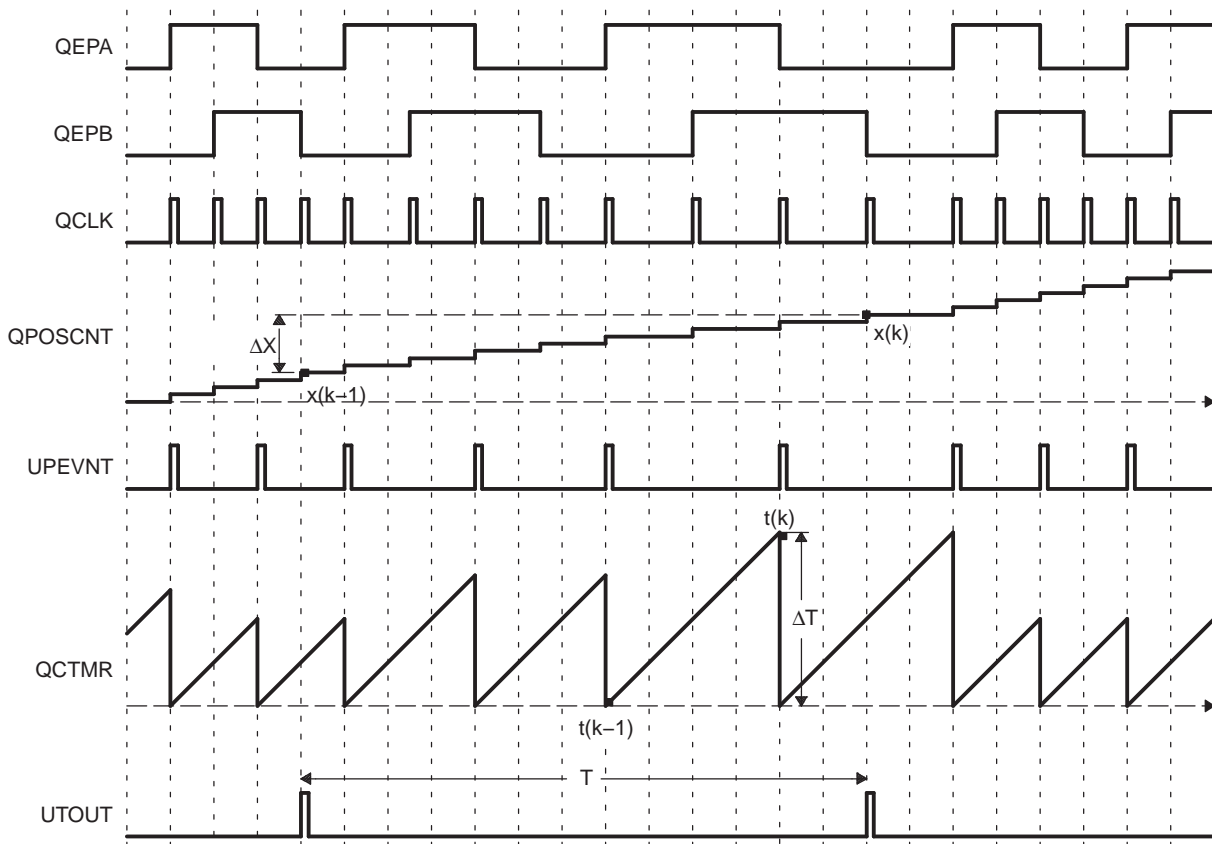 QEPA
QEPB
QCLK
QPOSCNT
ΔX
x(k)
x(k−1)
UPEVNT
t(k)
ΔT
QCTMR
t(k−1)
T
UTOUT